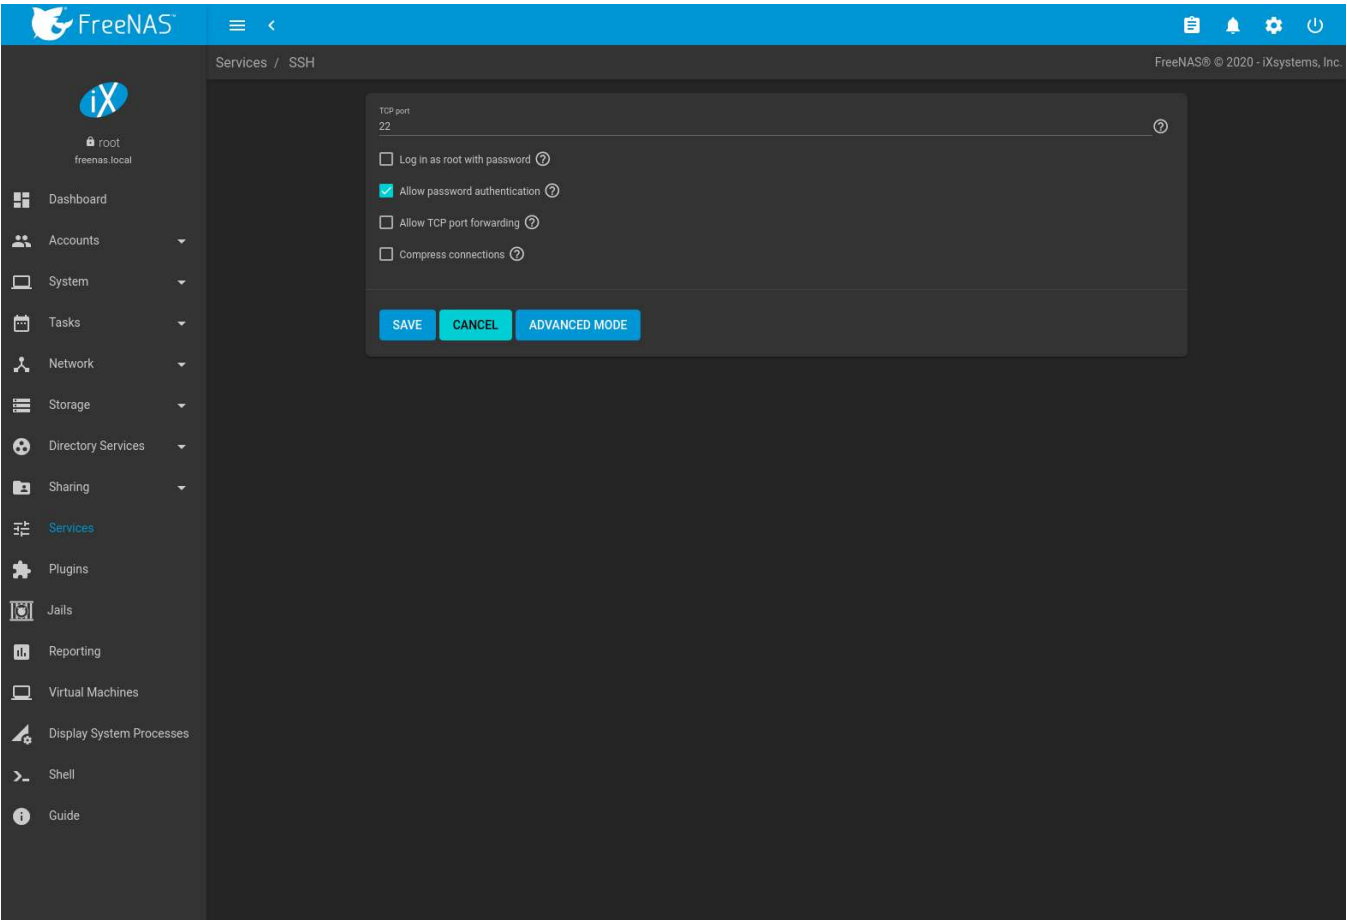 FreeNAS
Services / SSH
FreeNAS® © 2020 - iXsystems, Inc.
iX
root
freenas.local
Dashboard
Accounts
System
Tasks
Network
Storage
Directory Services
Sharing
Services
Plugins
Jails
Reporting
Virtual Machines
Display System Processes
Shell
Guide
TCP port
22
Log in as root with password
Allow password authentication
Allow TCP port forwarding
Compress connections
SAVE CANCEL ADVANCED MODE